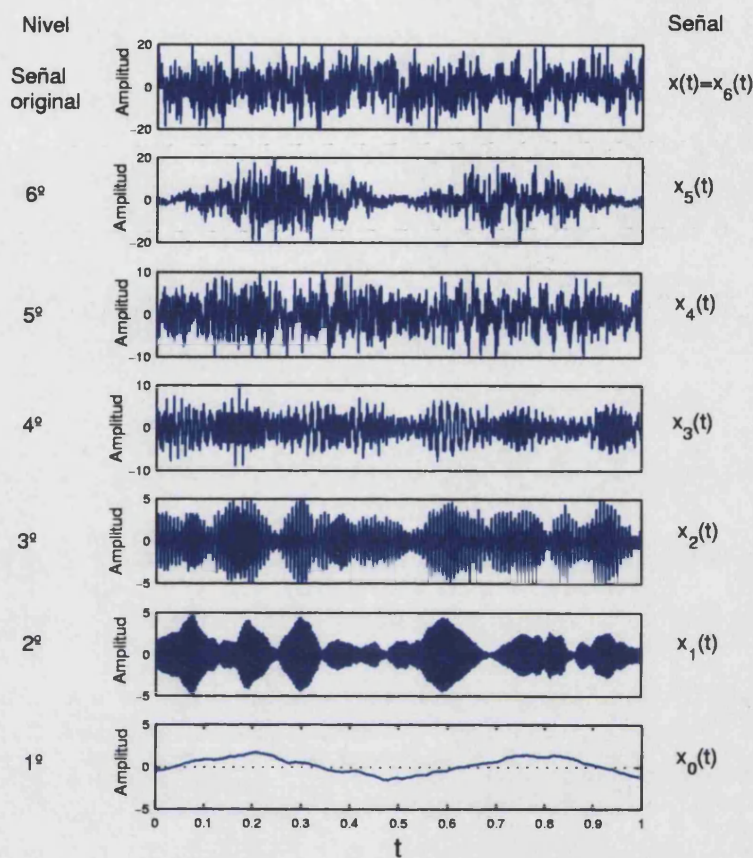 Nivel
Señal
Señal original
Amplitud
20
0
-20
x(t)=x6(t)
6º
Amplitud
20
0
-20
x5(t)
5º
Amplitud
10
0
-10
x4(t)
4º
Amplitud
10
0
-10
x3(t)
3º
Amplitud
5
0
-5
x2(t)
2º
Amplitud
5
0
-5
x1(t)
1º
Amplitud
5
0
-5
x0(t)
0 0.1 0.2 0.3 0.4 0.5 0.6 0.7 0.8 0.9 1
t